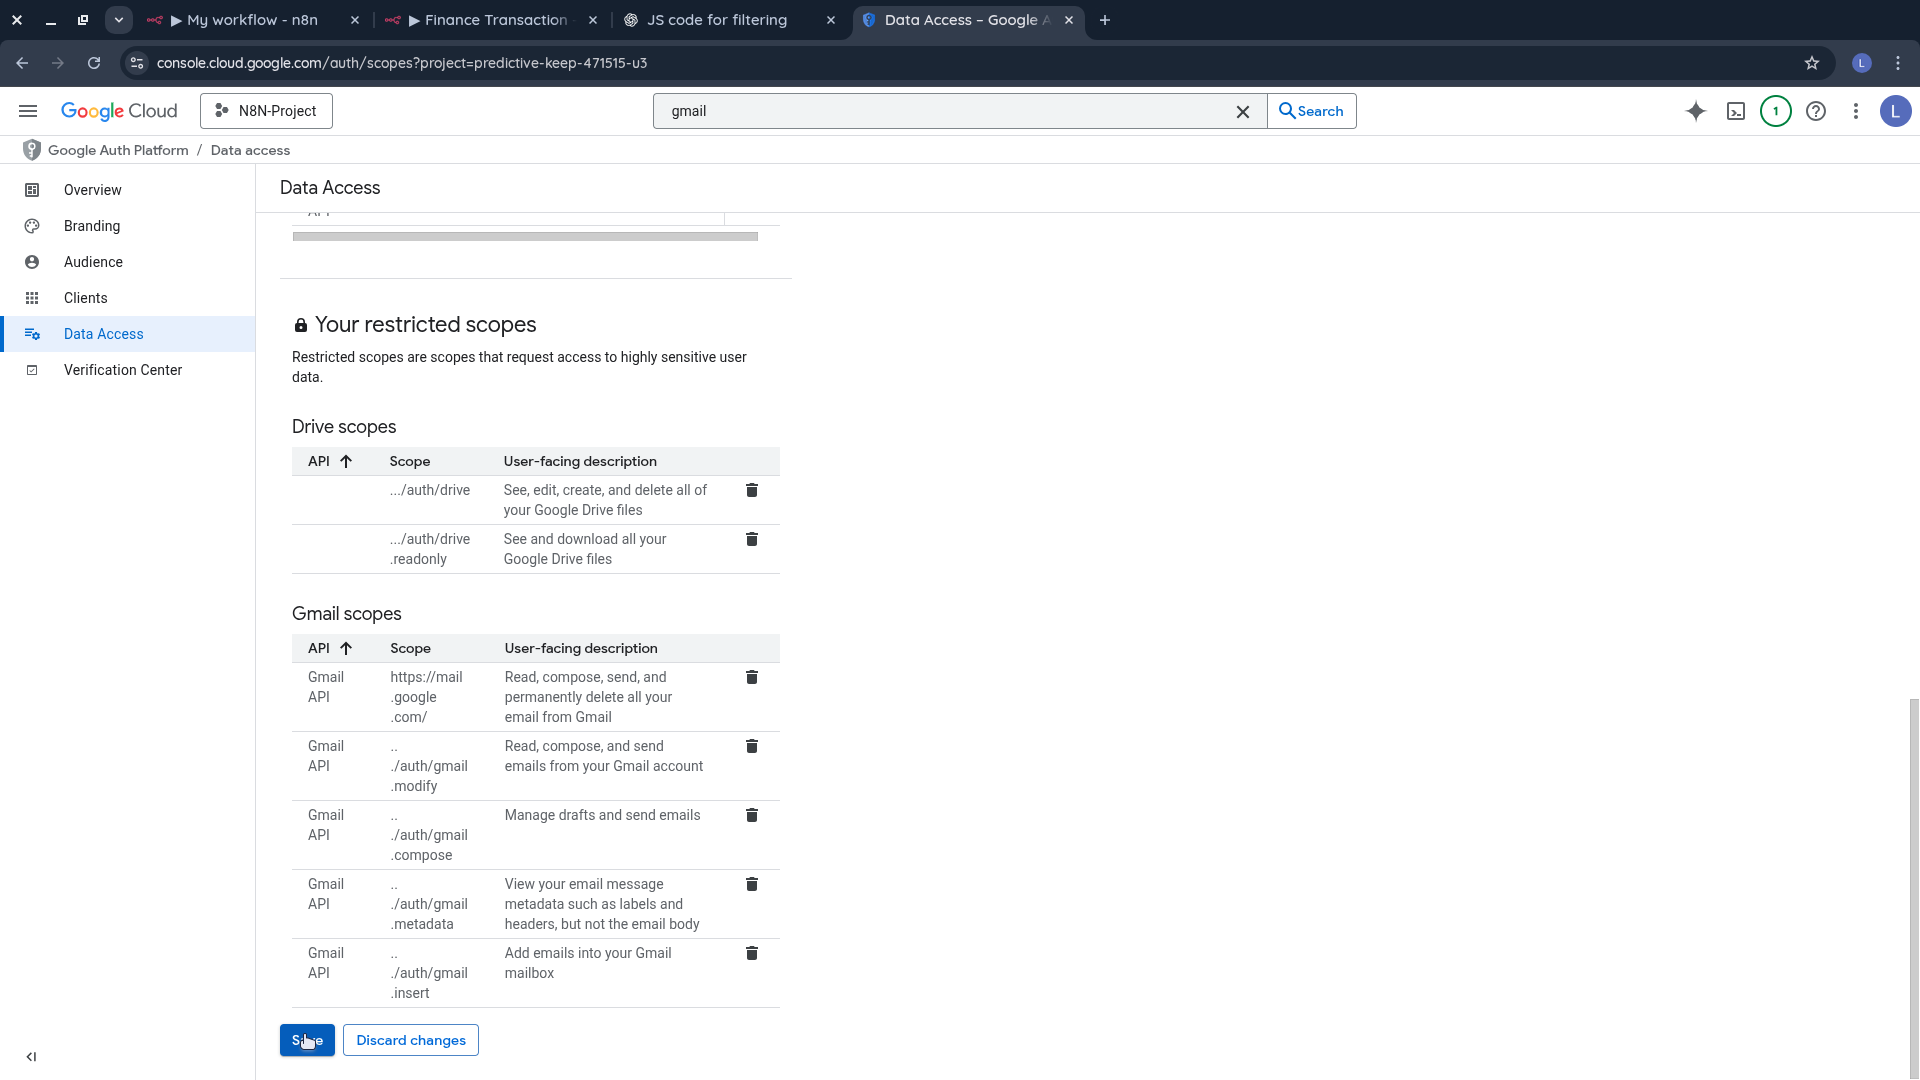 ▶ My workflow - n8n
▶ Finance Transaction
JS code for filtering
Data Access – Google A
console.cloud.google.com/auth/scopes?project=predictive-keep-471515-u3
L
Google Cloud
N8N-Project
gmail
Search
1
L
Google Auth Platform / Data access
Overview
Branding
Audience
Clients
Data Access
Verification Center
Data Access
API
Your restricted scopes
Restricted scopes are scopes that request access to highly sensitive user
data.
Drive scopes
API Scope User-facing description
.../auth/drive See, edit, create, and delete all of
your Google Drive files
.../auth/drive See and download all your
.readonly Google Drive files
Gmail scopes
API Scope User-facing description
Gmail https://mail Read, compose, send, and
API .google permanently delete all your
.com/ email from Gmail
Gmail .. Read, compose, and send
API ./auth/gmail emails from your Gmail account
.modify
Gmail .. Manage drafts and send emails
API ./auth/gmail
.compose
Gmail .. View your email message
API ./auth/gmail metadata such as labels and
.metadata headers, but not the email body
Gmail .. Add emails into your Gmail
API ./auth/gmail mailbox
.insert
Save
Discard changes